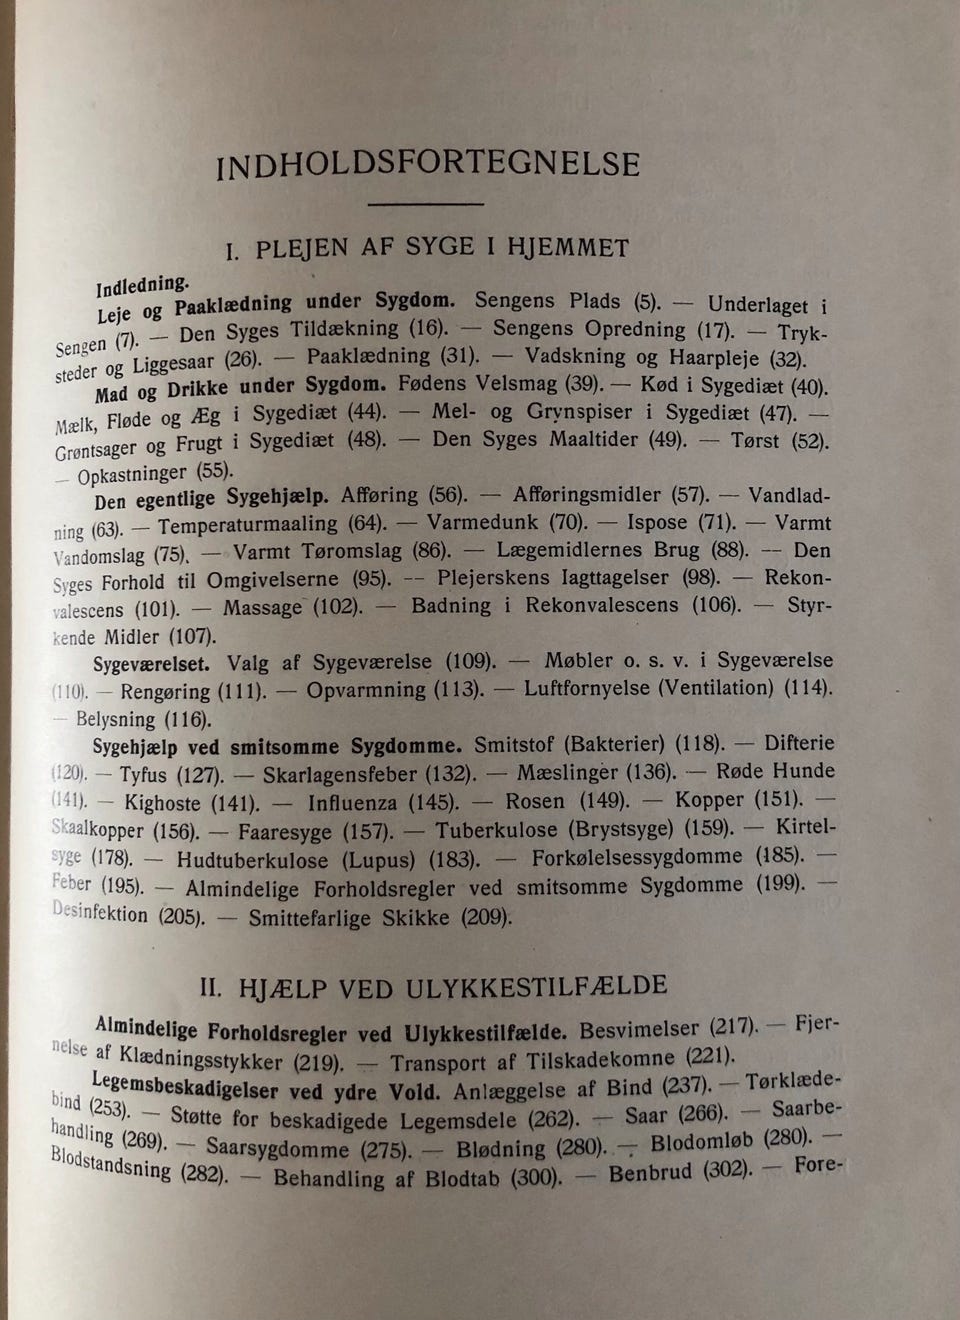 INDHOLDSFORTEGNELSE
I. PLEJEN AF SYGE I HJEMMET
Indledning.
Leje og Paaklædning under Sygdom. Sengens Plads (5). — Underlaget i
Sengen (7). — Den Syges Tildækning (16). — Sengens Opredning (17). — Tryk-
steder og Liggesaar (26). — Paaklædning (31). — Vadskning og Haarpleje (32).
Mad og Drikke under Sygdom. Fødens Velsmag (39). — Kød i Sygediæt (40).
Mælk, Fløde og Æg i Sygediæt (44). — Mel- og Grynspiser i Sygediæt (47). —
Grøntsager og Frugt i Sygediæt (48). — Den Syges Maaltider (49). — Tørst (52).
— Opkastninger (55).
Den egentlige Sygehjælp. Afføring (56). — Afføringsmidler (57). — Vandlad-
ning (63). — Temperaturmaaling (64). — Varmedunk (70). — Ispose (71). — Varmt
Vandomslag (75). — Varmt Tøromslag (86). — Lægemidlernes Brug (88). — Den
Syges Forhold til Omgivelserne (95). — Plejerskens Iagttagelser (98). — Rekon-
valescens (101). — Massage (102). — Badning i Rekonvalescens (106). — Styr-
kende Midler (107).
Sygeværelset. Valg af Sygeværelse (109). — Møbler o. s. v. i Sygeværelse
(110). — Rengøring (111). — Opvarmning (113). — Luftfornyelse (Ventilation) (114).
— Belysning (116).
Sygehjælp ved smitsomme Sygdomme. Smitstof (Bakterier) (118). — Difterie
(120). — Tyfus (127). — Skarlagensfeber (132). — Mæslinger (136). — Røde Hunde
(141). — Kighoste (141). — Influenza (145). — Rosen (149). — Kopper (151). —
Skaalkopper (156). — Faaresyge (157). — Tuberkulose (Brystsyge) (159). — Kirtel-
syge (178). — Hudtuberkulose (Lupus) (183). — Forkølelsessygdomme (185). —
Feber (195). — Almindelige Forholdsregler ved smitsomme Sygdomme (199). —
Desinfektion (205). — Smittefarlige Skikke (209).
II. HJÆLP VED ULYKKESTILFÆLDE
Almindelige Forholdsregler ved Ulykkestilfælde. Besvimelser (217). — Fjer-
nelse af Klædningsstykker (219). — Transport af Tilskadekomne (221).
Legemsbeskadigelser ved ydre Vold. Anlæggelse af Bind (237). — Tørklæde-
bind (253). — Støtte for beskadigede Legemsdele (262). — Saar (266). — Saarbe-
handling (269). — Saarsygdomme (275). — Blødning (280). — Blodomløb (280). —
Blodstandsning (282). — Behandling af Blodtab (300). — Benbrud (302). — Fore-